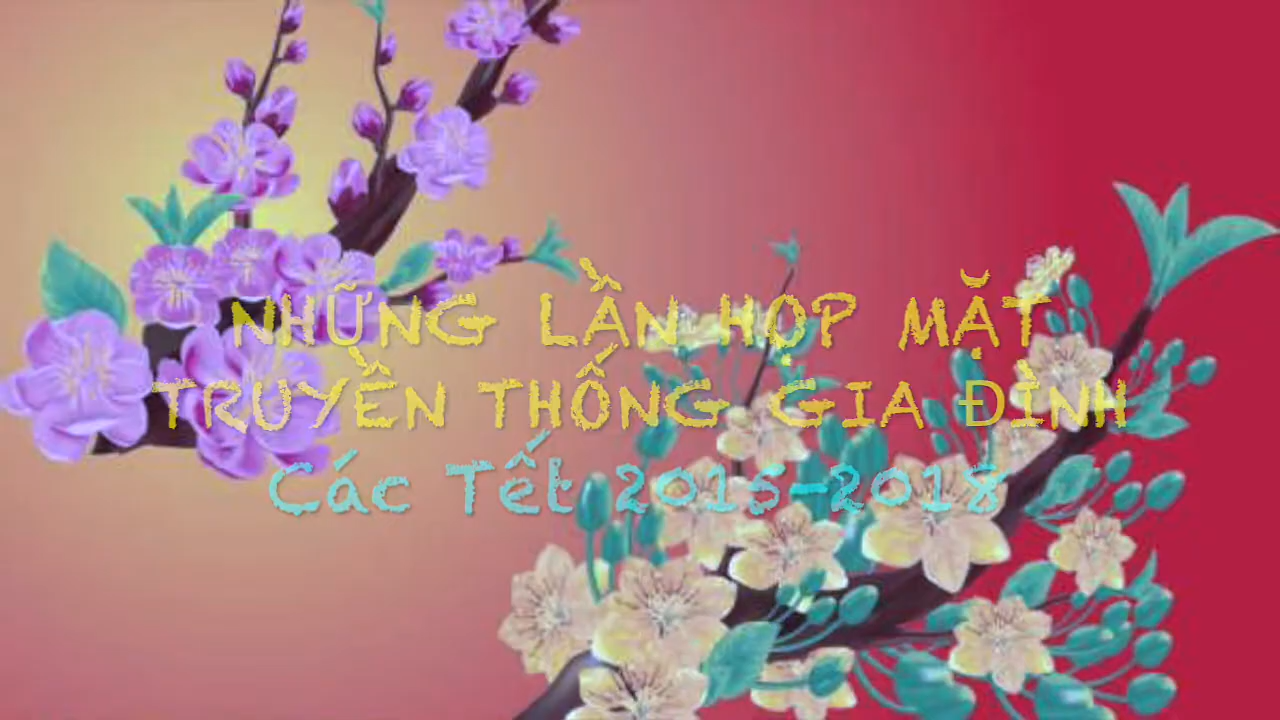 NHỮNG LẦN HỌP MẶT
TRUYỀN THỐNG GIA ĐÌNH
Các Tết 2015-2018